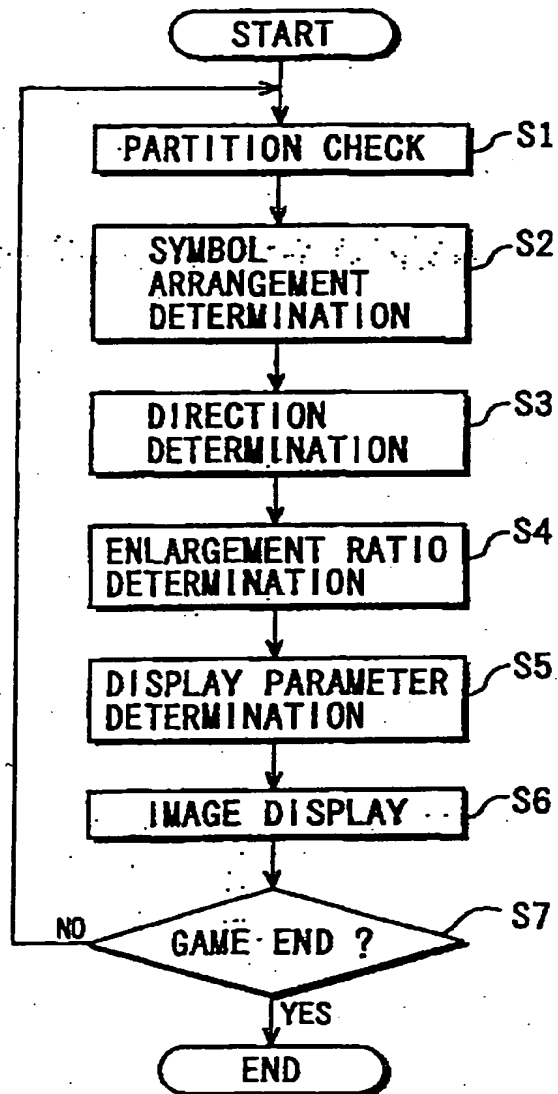 START
PARTITION CHECK
S1
SYMBOL
ARRANGEMENT
DETERMINATION
S2
DIRECTION
DETERMINATION
S3
ENLARGEMENT RATIO
DETERMINATION
S4
DISPLAY PARAMETER
DETERMINATION
S5
IMAGE DISPLAY
S6
GAME END ?
S7
NO
YES
END